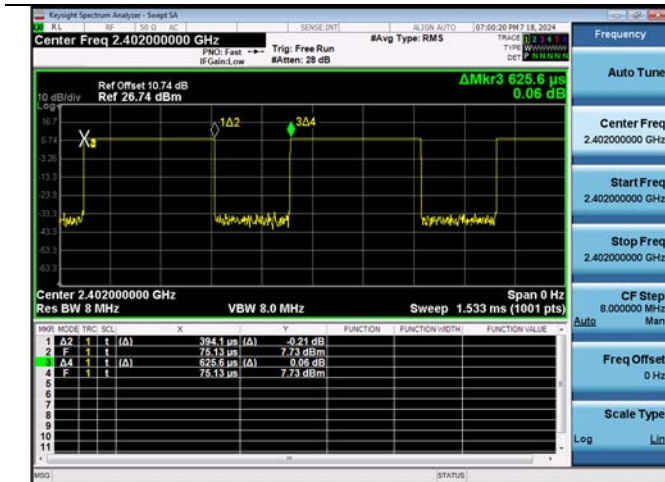 Keysight Spectrum Analyzer - Swept SA
RL RF 50 Ω AC SENSE:INT ALIGN AUTO 07:00:20 PM 7 18, 2024
Center Freq 2.402000000 GHz #Avg Type: RMS TRACE 1 2 3 4 5 6
PNO: Fast Trig: Free Run TYPE WWWWWW
IFGain:Low #Atten: 28 dB DET P N N N N N
Frequency
Auto Tune
ΔMkr3 625.6 µs
0.06 dB
Ref Offset 10.74 dB
10 dB/div Ref 26.74 dBm
Log
16.7
6.74
-3.26
-13.3
-23.3
-33.3
-43.3
-53.3
-63.3
X
1Δ2
3Δ4
Center 2.402000000 GHz Span 0 Hz
Res BW 8 MHz VBW 8.0 MHz Sweep 1.533 ms (1001 pts)
MKR MODE TRC SCL X Y FUNCTION FUNCTION WIDTH FUNCTION VALUE
1 Δ2 1 t (Δ) 394.1 µs (Δ) -0.21 dB
2 F 1 t 75.13 µs 7.73 dBm
3 Δ4 1 t (Δ) 625.6 µs (Δ) 0.06 dB
4 F 1 t 75.13 µs 7.73 dBm
5
6
7
8
9
10
11
Center Freq
2.402000000 GHz
Start Freq
2.402000000 GHz
Stop Freq
2.402000000 GHz
CF Step
8.000000 MHz
Auto Man
Freq Offset
0 Hz
Scale Type
Log Lin
MSG STATUS